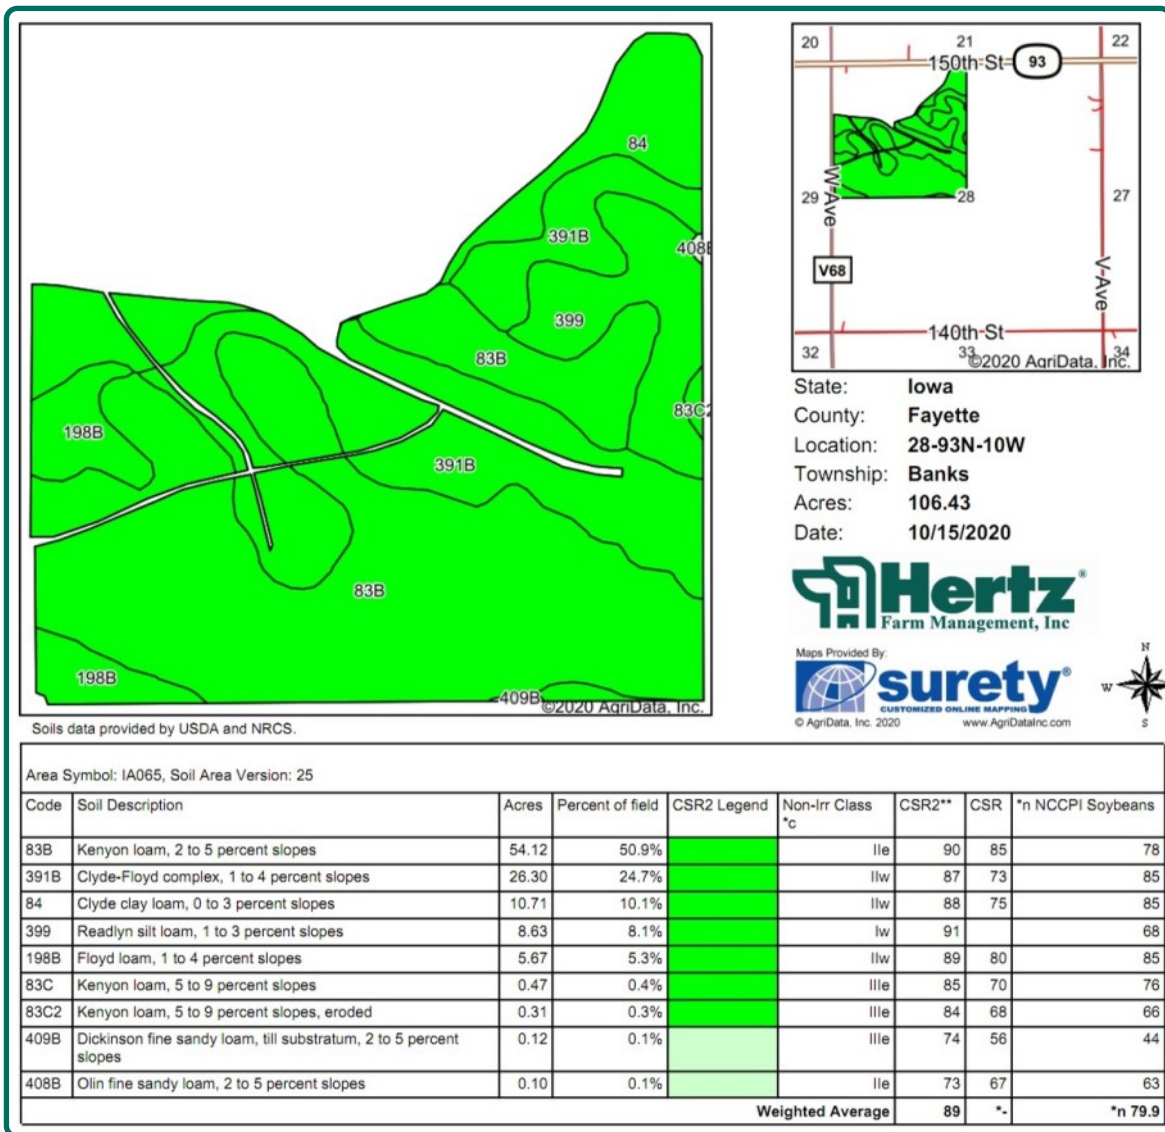 84
391B
408B
399
83B
83C2
198B
391B
83B
198B
409B
©2020 AgriData, Inc.
Soils data provided by USDA and NRCS.
20 21 22
150th St 93
W-Ave
29 28 27
V68
V-Ave
140th St
32 33 34
©2020 AgriData, Inc.
State: Iowa
County: Fayette
Location: 28-93N-10W
Township: Banks
Acres: 106.43
Date: 10/15/2020
Hertz®
Farm Management, Inc
Maps Provided By:
surety®
CUSTOMIZED ONLINE MAPPING
© AgriData, Inc. 2020 www.AgriDataInc.com
N
W E
S
Area Symbol: IA065, Soil Area Version: 25
Code Soil Description Acres Percent of field CSR2 Legend Non-Irr Class *c CSR2** CSR *n NCCPI Soybeans
83B Kenyon loam, 2 to 5 percent slopes 54.12 50.9% IIe 90 85 78
391B Clyde-Floyd complex, 1 to 4 percent slopes 26.30 24.7% IIw 87 73 85
84 Clyde clay loam, 0 to 3 percent slopes 10.71 10.1% IIw 88 75 85
399 Readlyn silt loam, 1 to 3 percent slopes 8.63 8.1% Iw 91 68
198B Floyd loam, 1 to 4 percent slopes 5.67 5.3% IIw 89 80 85
83C Kenyon loam, 5 to 9 percent slopes 0.47 0.4% IIIe 85 70 76
83C2 Kenyon loam, 5 to 9 percent slopes, eroded 0.31 0.3% IIIe 84 68 66
409B Dickinson fine sandy loam, till substratum, 2 to 5 percent slopes 0.12 0.1% IIIe 74 56 44
408B Olin fine sandy loam, 2 to 5 percent slopes 0.10 0.1% IIe 73 67 63
Weighted Average 89 *- *n 79.9